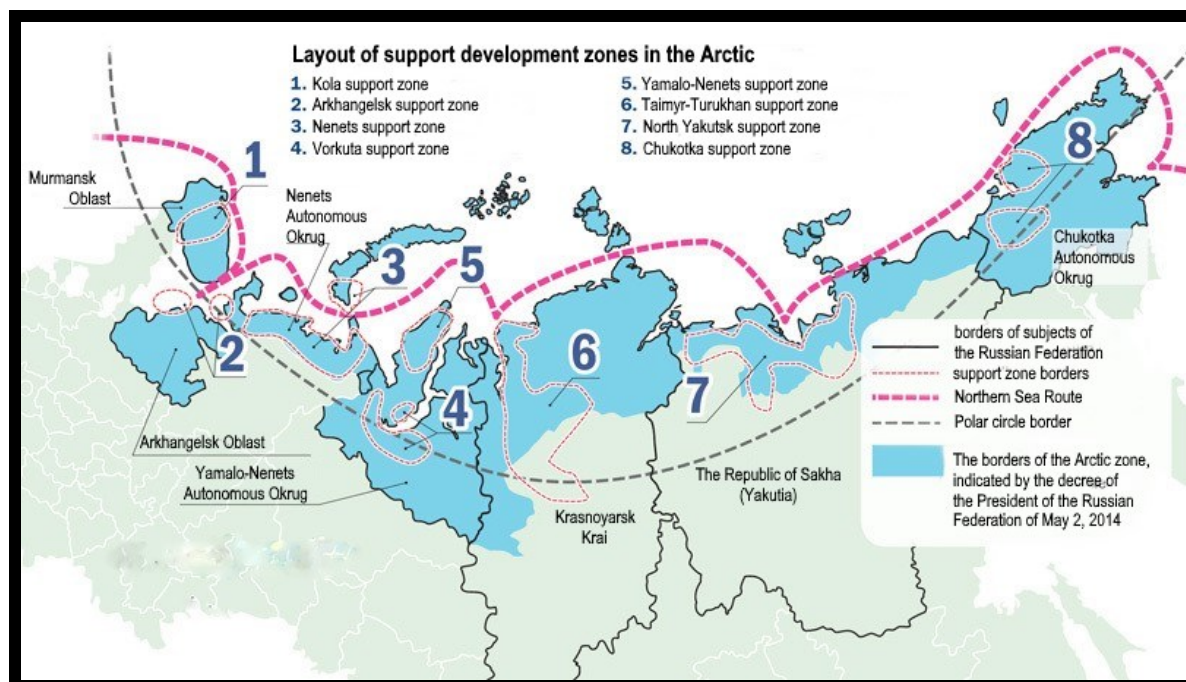 Layout of support development zones in the Arctic
1. Kola support zone
2. Arkhangelsk support zone
3. Nenets support zone
4. Vorkuta support zone
5. Yamalo-Nenets support zone
6. Taimyr-Turukhan support zone
7. North Yakutsk support zone
8. Chukotka support zone
1
Murmansk
Oblast
Nenets
Autonomous
Okrug
3
5
8
Chukotka
Autonomous
Okrug
2
6
7
4
Arkhangelsk Oblast
Yamalo-Nenets
Autonomous Okrug
Krasnoyarsk
Krai
The Republic of Sakha
(Yakutia)
borders of subjects of
the Russian Federation
support zone borders
Northern Sea Route
Polar circle border
The borders of the Arctic zone,
indicated by the decree of
the President of the Russian
Federation of May 2, 2014